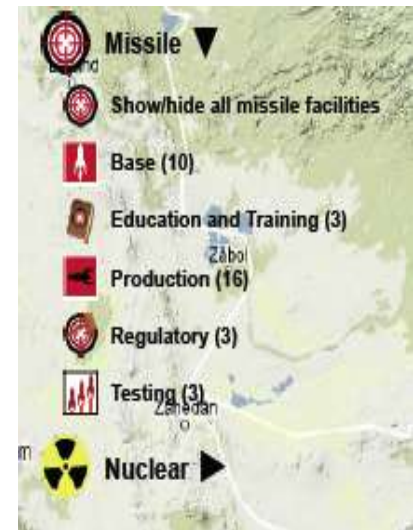 Missile
Show/hide all missile facilities
Base (10)
Education and Training (3)
Zābol
Production (16)
Regulatory (3)
Testing (3)
Zahedan
Nuclear